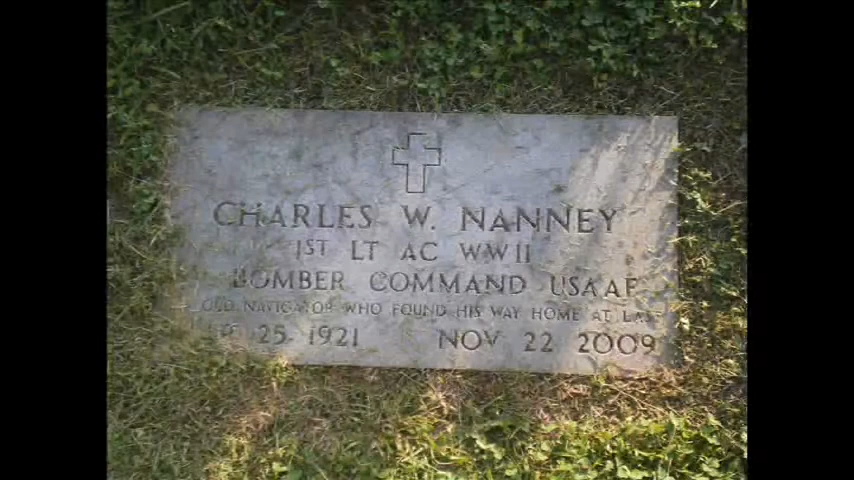 CHARLES W. NANNEY
1ST LT AC WWII
BOMBER COMMAND USAAF
OLD NAVIGATOR WHO FOUND HIS WAY HOME AT LAST
25 1921 NOV 22 2009